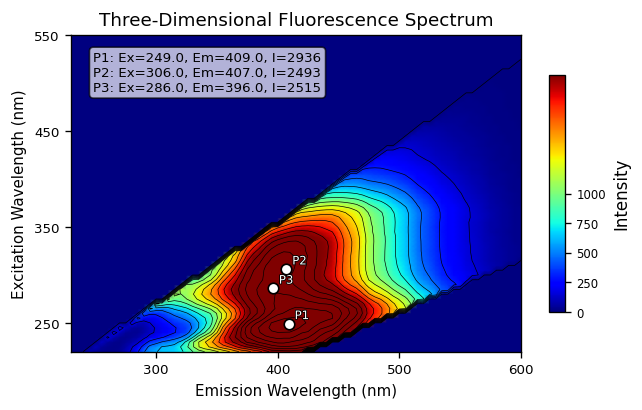 Three-Dimensional Fluorescence Spectrum
P1: Ex=249.0, Em=409.0, I=2936
P2: Ex=306.0, Em=407.0, I=2493
P3: Ex=286.0, Em=396.0, I=2515
550
450
350
250
Excitation Wavelength (nm)
P2
P3
P1
300
400
500
600
Emission Wavelength (nm)
1000
750
500
250
0
Intensity